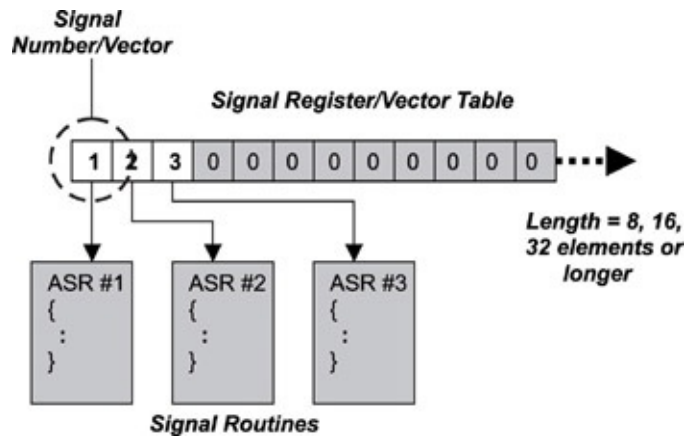 Signal
Number/Vector
Signal Register/Vector Table
1 2 3 0 0 0 0 0 0 0 0 0
Length = 8, 16,
32 elements or
longer
ASR #1
{
:
}
ASR #2
{
:
}
ASR #3
{
:
}
Signal Routines